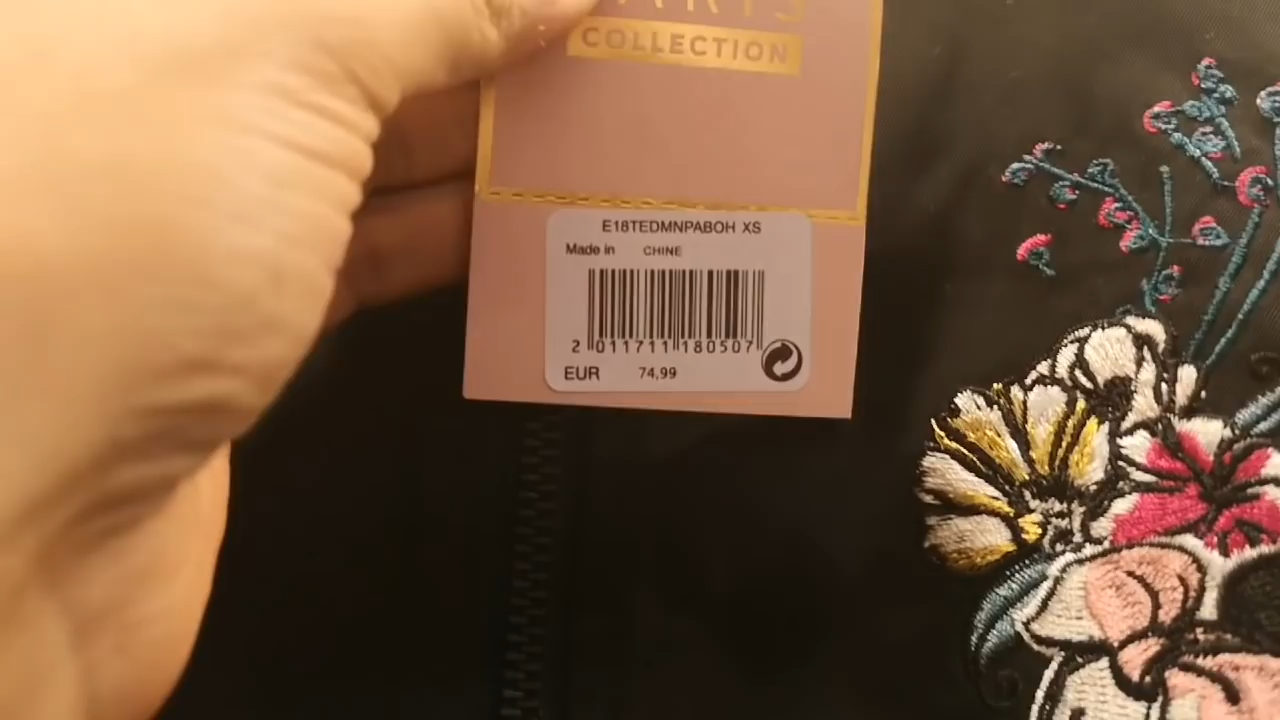 COLLECTION
E18TEDMNPABOH XS
Made in CHINE
2 011711 180507
EUR 74,99